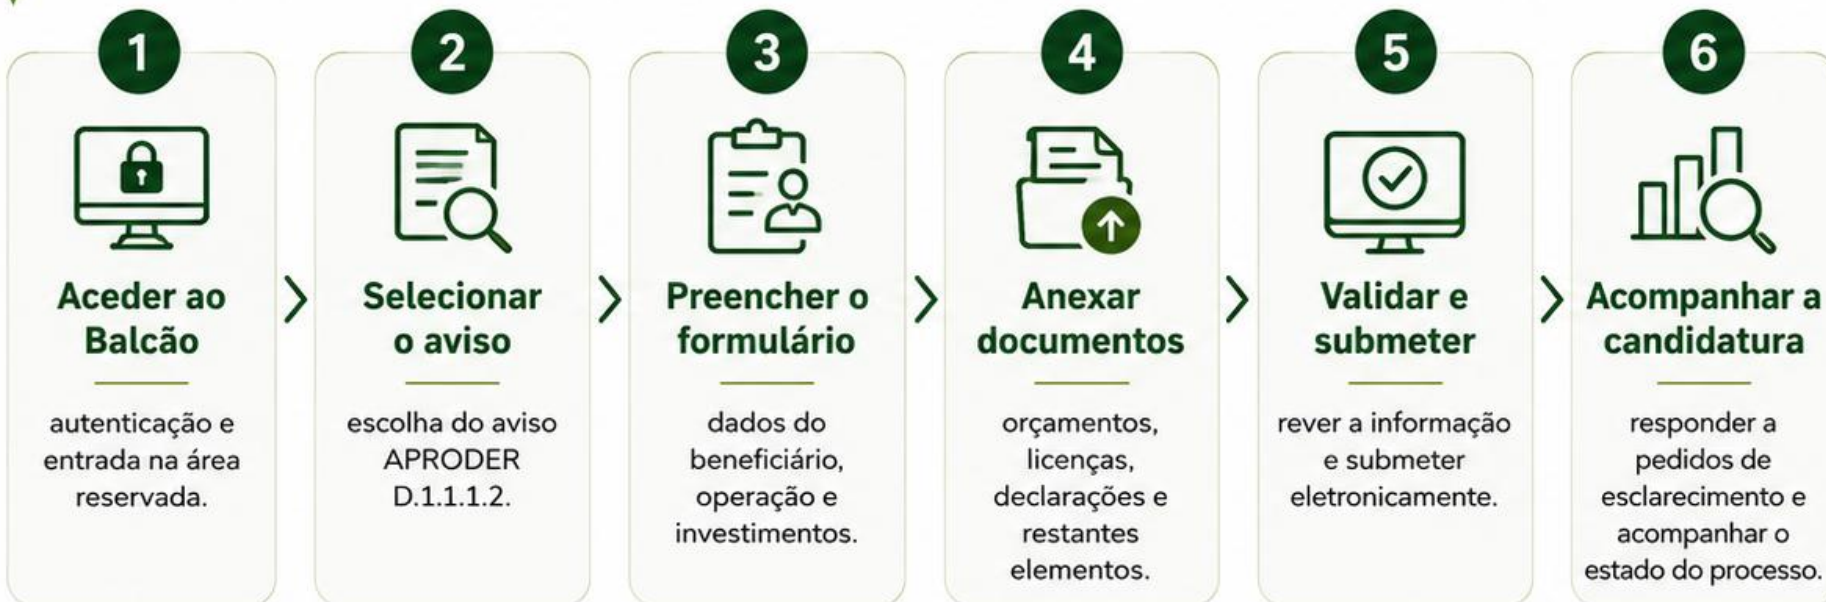 1
Aceder ao
Balcão
autenticação e
entrada na área
reservada.
2
Selecionar
o aviso
escolha do aviso
APRODER
D.1.1.1.2.
3
Preencher o
formulário
dados do
beneficiário,
operação e
investimentos.
4
Anexar
documentos
orçamentos,
licenças,
declarações e
restantes
elementos.
5
Validar e
submeter
rever a informação
e submeter
eletronicamente.
6
Acompanhar a
candidatura
responder a
pedidos de
esclarecimento e
acompanhar o
estado do processo.